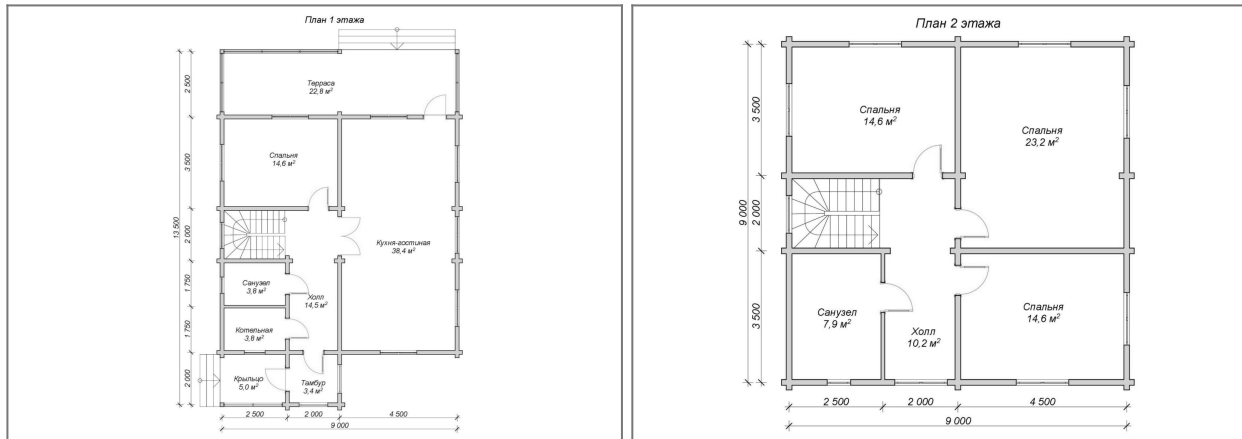 План 1 этажа
Терраса
22,8 м²
Спальня
14,6 м²
Кухня-гостиная
38,4 м²
Санузел
3,8 м²
Холл
14,5 м²
Котельная
3,8 м²
Крыльцо
5,0 м²
Тамбур
3,4 м²
2 500
3 500
2 000
1 750
1 750
2 000
13 500
2 500
2 000
4 500
9 000
План 2 этажа
Спальня
14,6 м²
Спальня
23,2 м²
Санузел
7,9 м²
Холл
10,2 м²
Спальня
14,6 м²
3 500
2 000
3 500
9 000
2 500
2 000
4 500
9 000